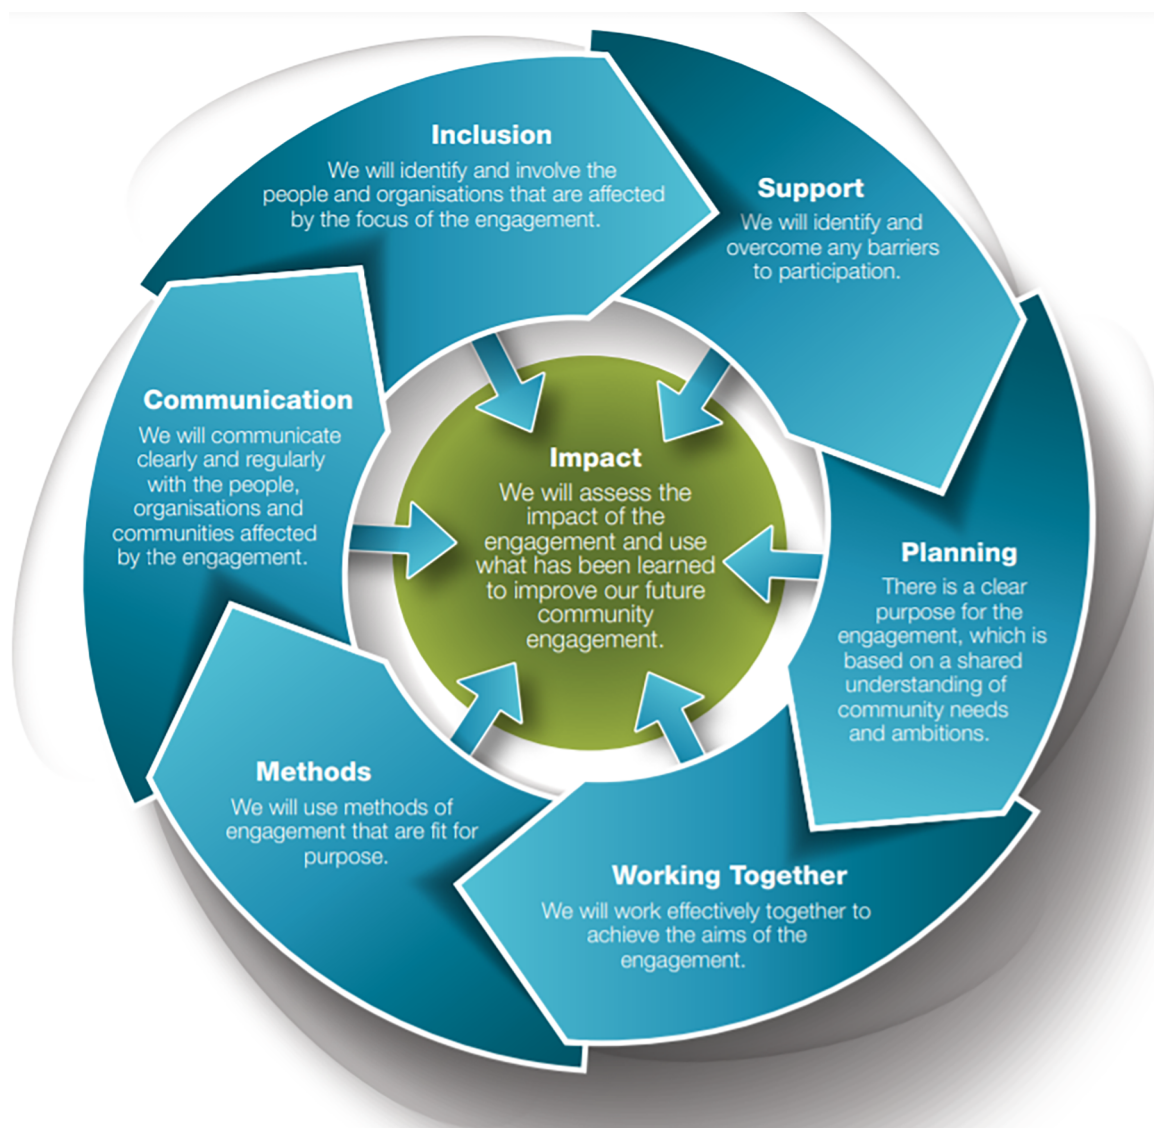 Inclusion
We will identify and involve the
people and organisations that are affected
by the focus of the engagement.
Support
We will identify and
overcome any barriers
to participation.
Planning
There is a clear
purpose for the
engagement, which is
based on a shared
understanding of
community needs
and ambitions.
Working Together
We will work effectively together to
achieve the aims of the
engagement.
Methods
We will use methods of
engagement that are fit for
purpose.
Communication
We will communicate
clearly and regularly
with the people,
organisations and
communities affected
by the engagement.
Impact
We will assess the
impact of the
engagement and use
what has been learned
to improve our future
community
engagement.